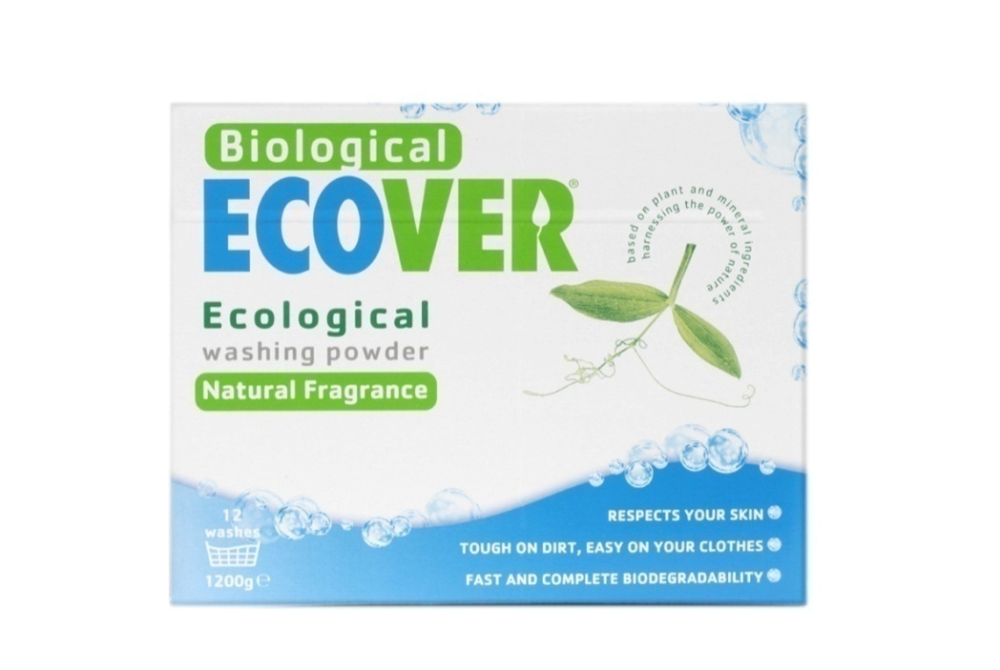 Biological
ECOVER®
based on plant and mineral ingredients
harnessing the power of nature
Ecological
washing powder
Natural Fragrance
12
washes
1200g℮
RESPECTS YOUR SKIN
TOUGH ON DIRT, EASY ON YOUR CLOTHES
FAST AND COMPLETE BIODEGRADABILITY